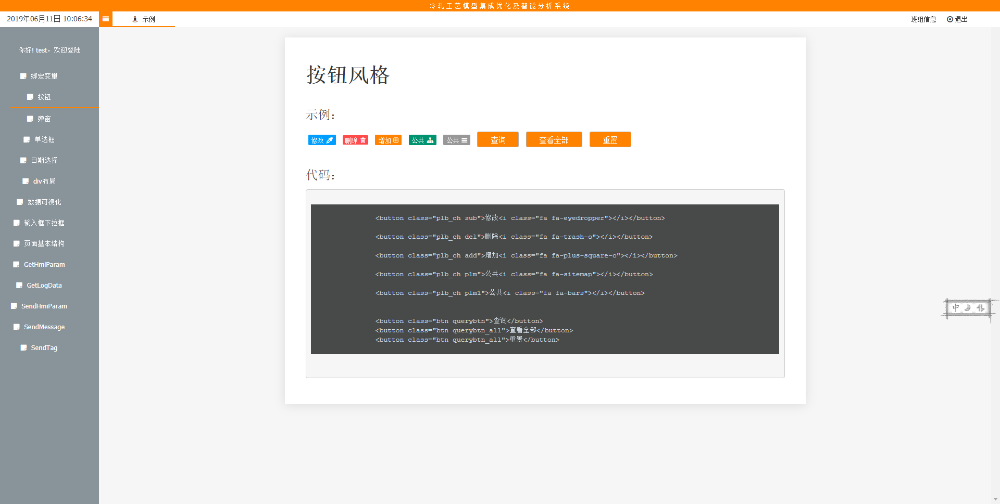 冷轧工艺模型集成优化及智能分析系统
2019年06月11日 10:06:34
示例
班组信息
退出
你好! test，欢迎登陆
绑定变量
按钮
弹窗
单选框
日期选择
div布局
数据可视化
输入框下拉框
页面基本结构
GetHmiParam
GetLogData
SendHmiParam
SendMessage
SendTag
按钮风格
示例：
修改 删除 增加 公共 公共 查询 查看全部 重置
代码：
<button class="plb_ch sub">修改<i class="fa fa-eyedropper"></i></button>
<button class="plb_ch del">删除<i class="fa fa-trash-o"></i></button>
<button class="plb_ch add">增加<i class="fa fa-plus-square-o"></i></button>
<button class="plb_ch plm">公共<i class="fa fa-sitemap"></i></button>
<button class="plb_ch plm1">公共<i class="fa fa-bars"></i></button>
<button class="btn querybtn">查询</button>
<button class="btn querybtn_all">查看全部</button>
<button class="btn querybtn_all">重置</button>
中